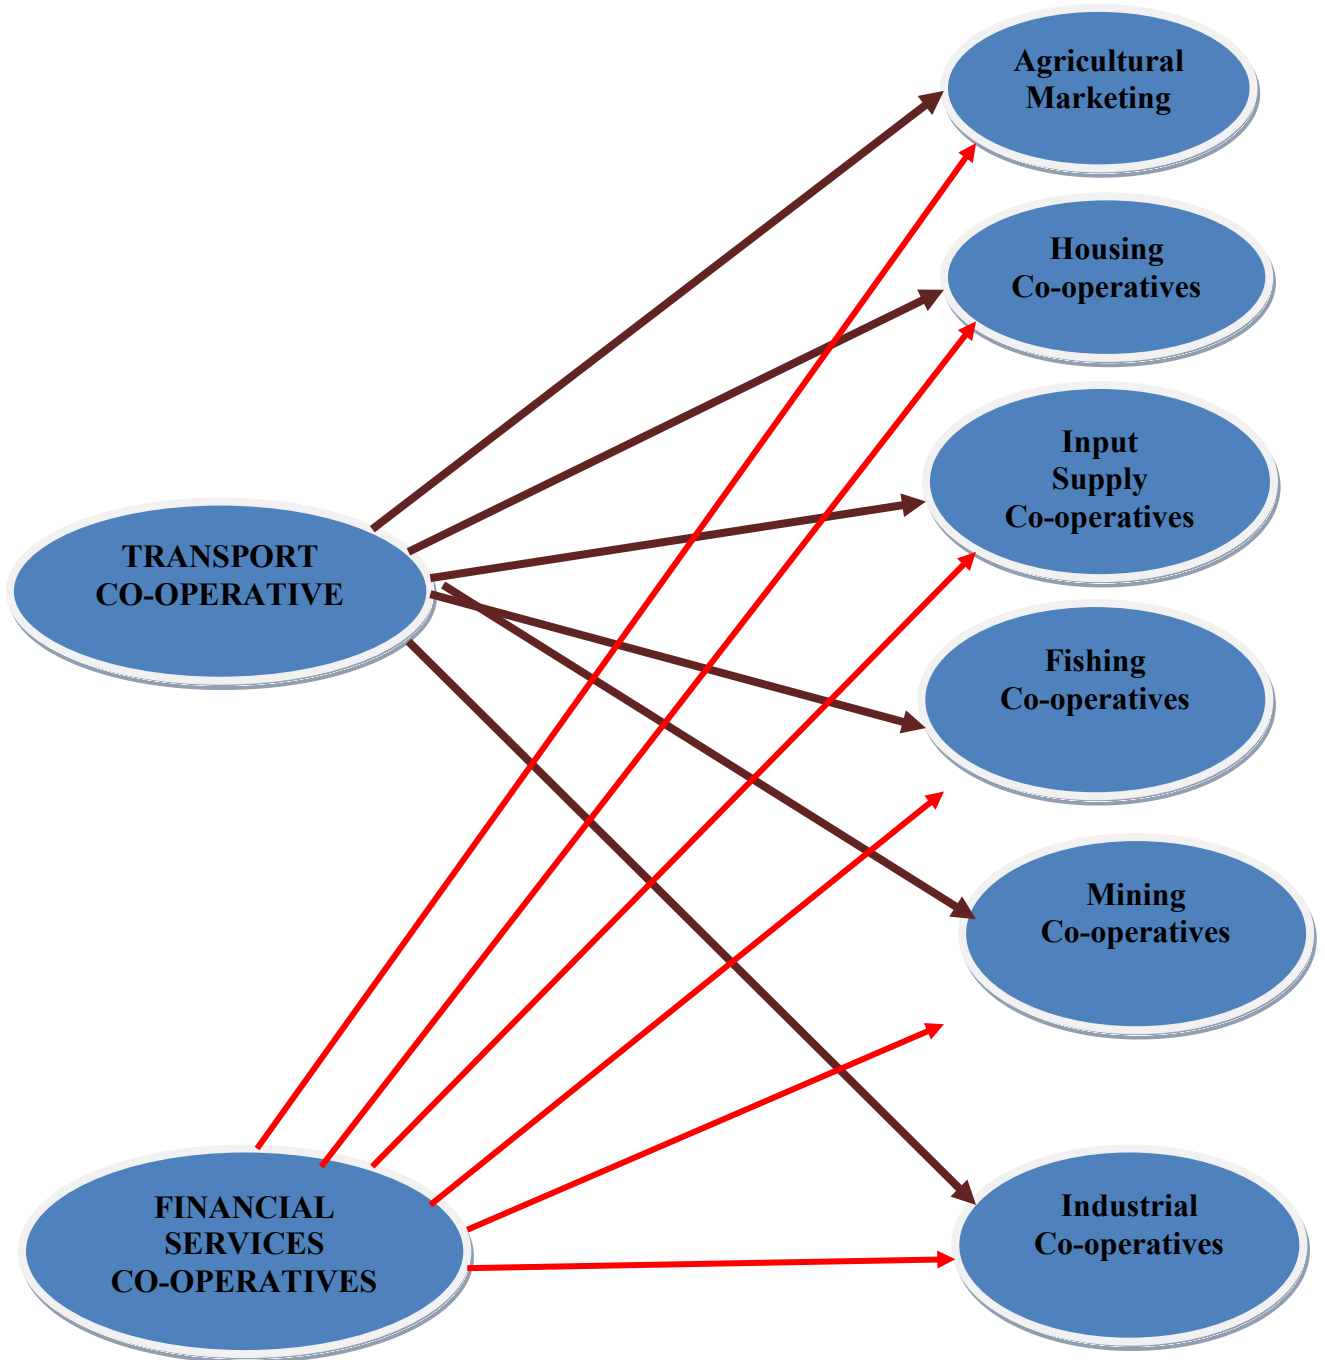 Agricultural
Marketing
Housing
Co-operatives
Input
Supply
Co-operatives
TRANSPORT
CO-OPERATIVE
Fishing
Co-operatives
Mining
Co-operatives
FINANCIAL
SERVICES
CO-OPERATIVES
Industrial
Co-operatives